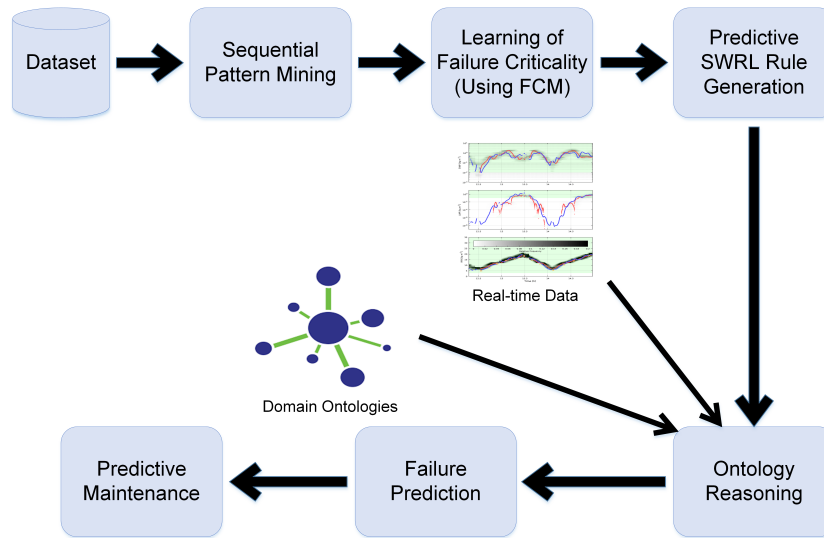 Dataset
Sequential
Pattern Mining
Learning of
Failure Criticality
(Using FCM)
Predictive
SWRL Rule
Generation
Real-time Data
Domain Ontologies
Predictive
Maintenance
Failure
Prediction
Ontology
Reasoning